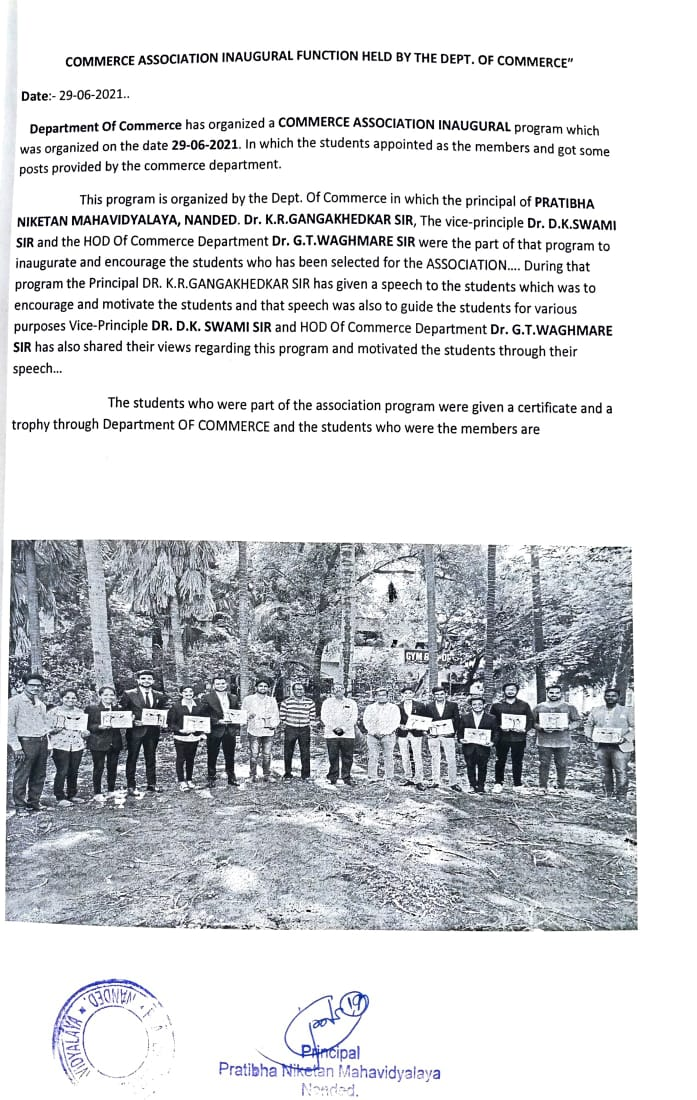 COMMERCE ASSOCIATION INAUGURAL FUNCTION HELD BY THE DEPT. OF COMMERCE”
Date:- 29-06-2021..
Department Of Commerce has organized a COMMERCE ASSOCIATION INAUGURAL program which
was organized on the date 29-06-2021. In which the students appointed as the members and got some
posts provided by the commerce department.
This program is organized by the Dept. Of Commerce in which the principal of PRATIBHA
NIKETAN MAHAVIDYALAYA, NANDED. Dr. K.R.GANGAKHEDKAR SIR, The vice-principle Dr. D.K.SWAMI
SIR and the HOD Of Commerce Department Dr. G.T.WAGHMARE SIR were the part of that program to
inaugurate and encourage the students who has been selected for the ASSOCIATION.... During that
program the Principal DR. K.R.GANGAKHEDKAR SIR has given a speech to the students which was to
encourage and motivate the students and that speech was also to guide the students for various
purposes Vice-Principle DR. D.K. SWAMI SIR and HOD Of Commerce Department Dr. G.T.WAGHMARE
SIR has also shared their views regarding this program and motivated the students through their
speech...
The students who were part of the association program were given a certificate and a
trophy through Department OF COMMERCE and the students who were the members are
GYM &
VIDYALAYA * NANDED.
Principal
Pratibha Niketan Mahavidyalaya
Nanded.